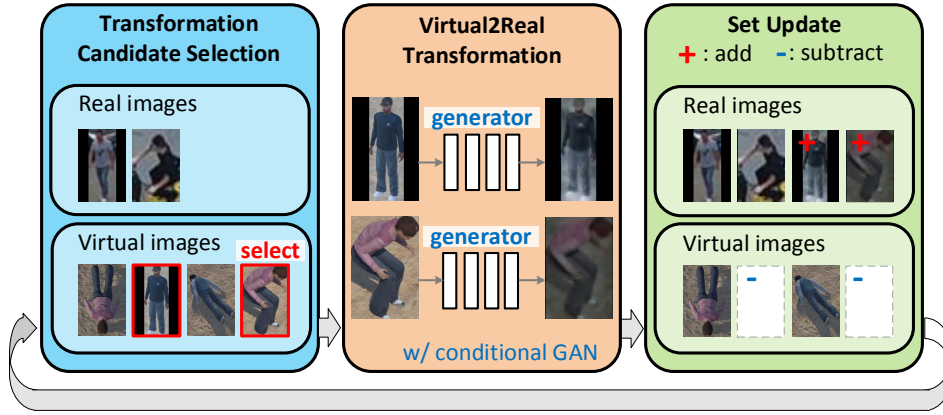 Transformation
Candidate Selection
Real images
Virtual images
select
Virtual2Real
Transformation
generator
generator
w/ conditional GAN
Set Update
+ : add -: subtract
Real images
+ +
Virtual images
- -